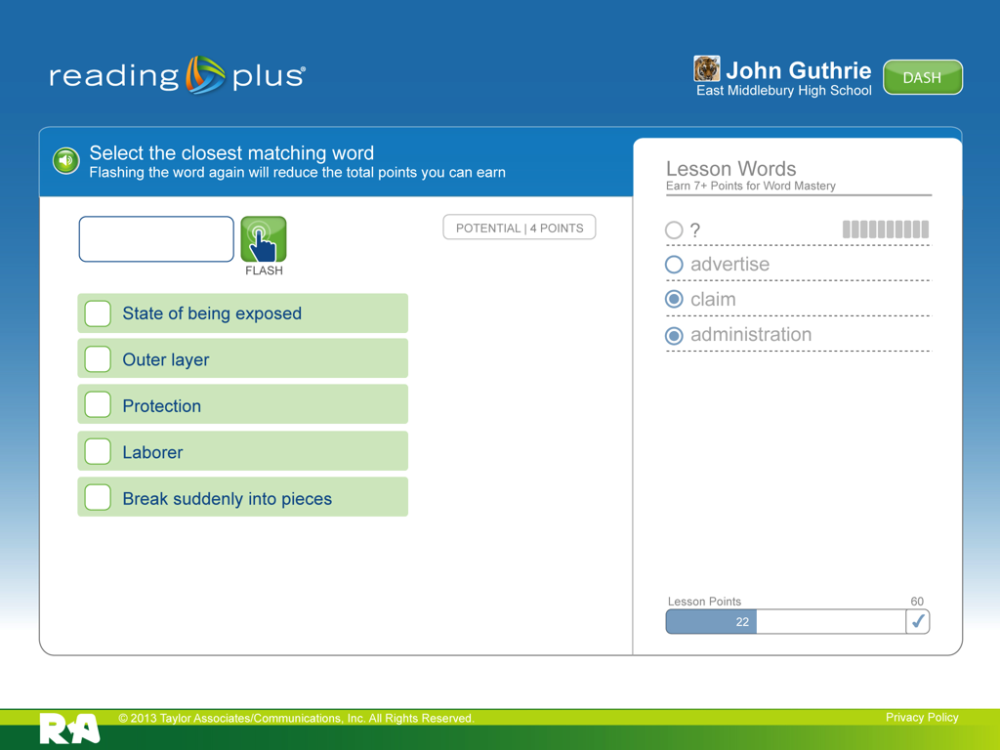 reading plus®
John Guthrie
East Middlebury High School
DASH
Select the closest matching word
Flashing the word again will reduce the total points you can earn
FLASH
POTENTIAL | 4 POINTS
State of being exposed
Outer layer
Protection
Laborer
Break suddenly into pieces
Lesson Words
Earn 7+ Points for Word Mastery
?
advertise
claim
administration
Lesson Points 60
22
RA
© 2013 Taylor Associates/Communications, Inc. All Rights Reserved.
Privacy Policy